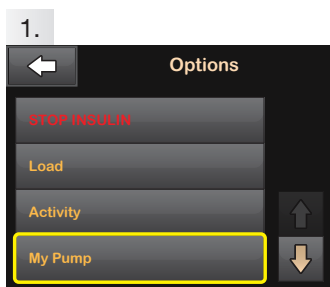 1.
Options
STOP INSULIN
Load
Activity
My Pump